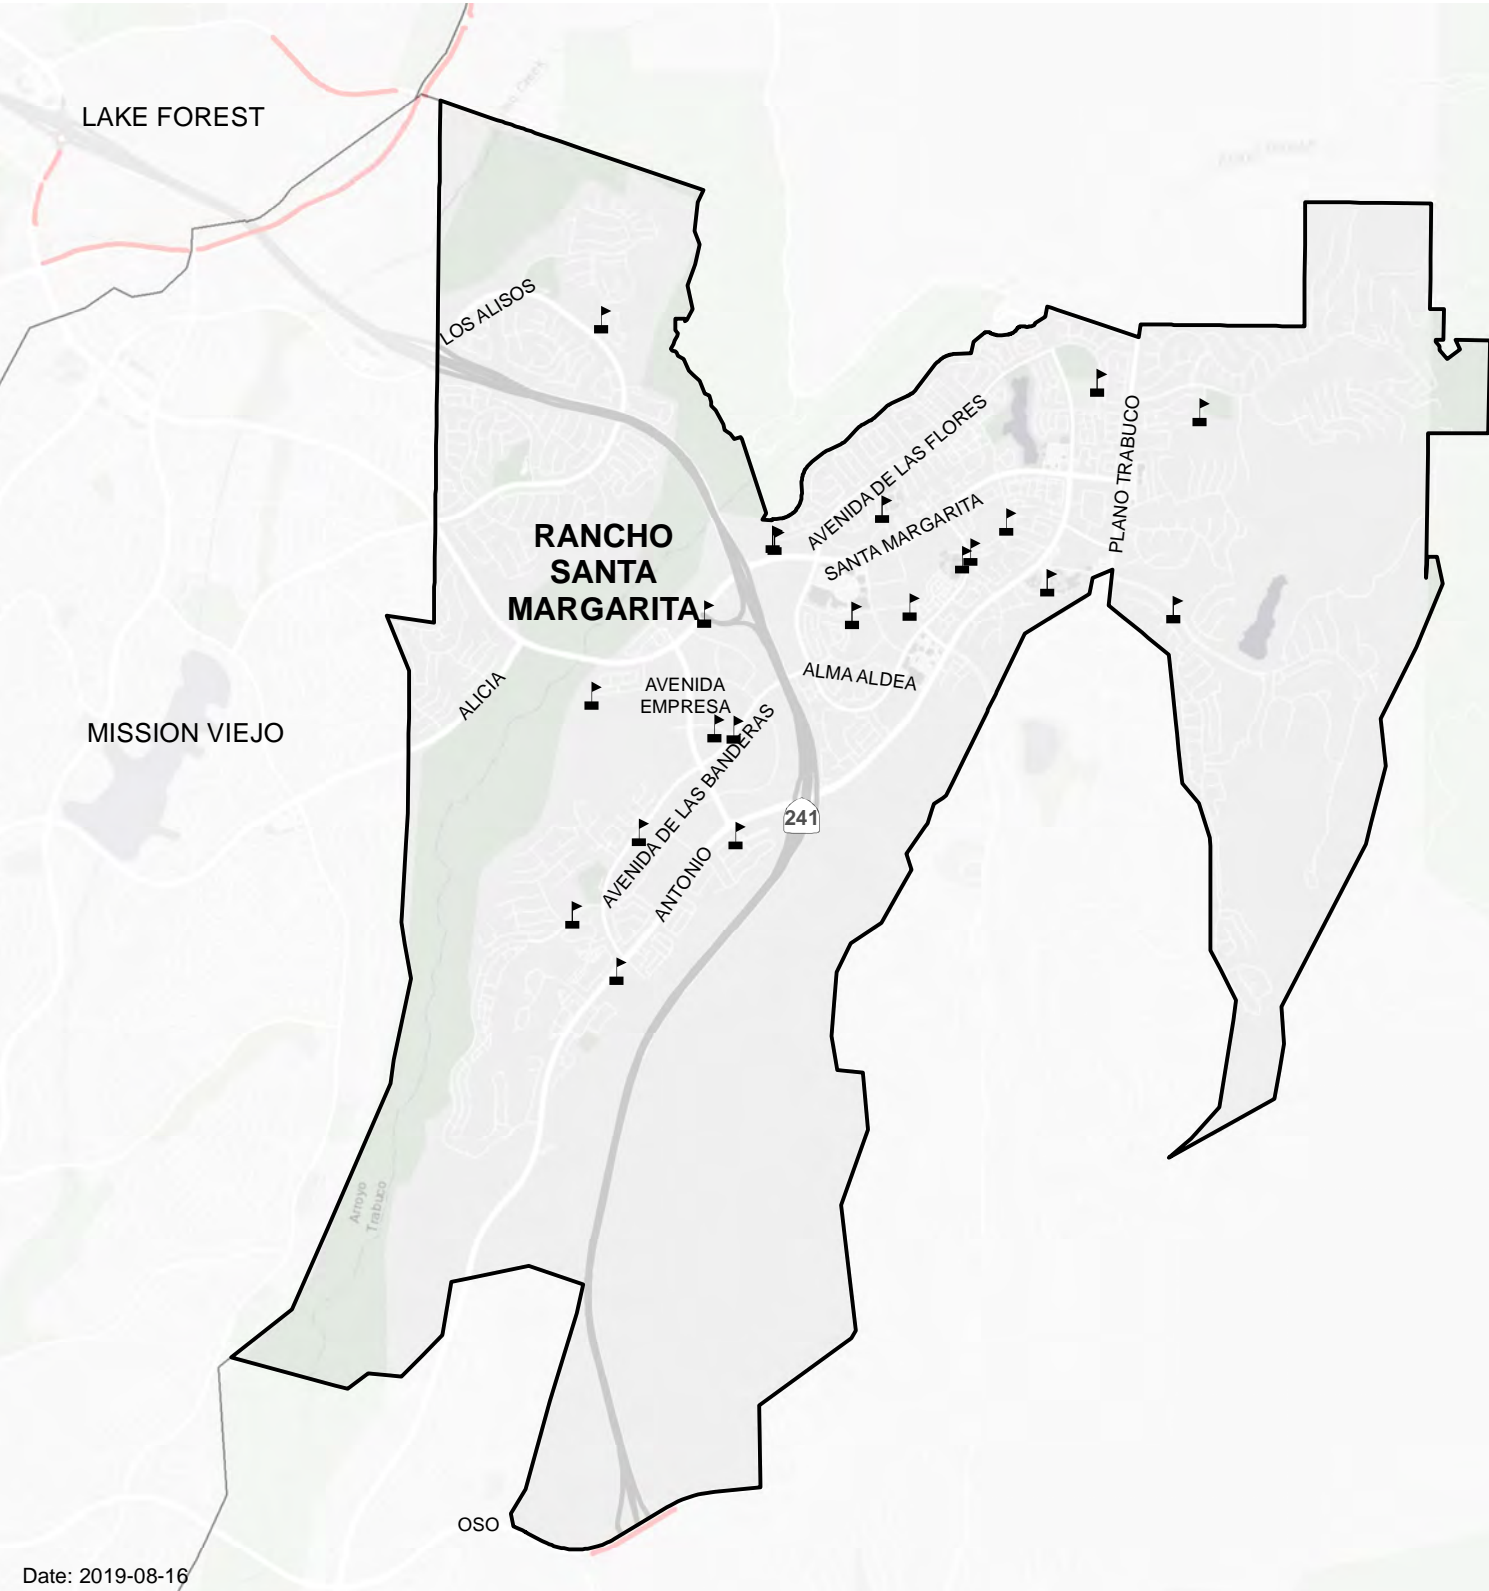 LAKE FOREST
LOS ALISOS
AVENIDA DE LAS FLORES
PLANO TRABUCO
SANTA MARGARITA
RANCHO
SANTA
MARGARITA
ALMA ALDEA
AVENIDA
EMPRESA
ALICIA
MISSION VIEJO
AVENIDA DE LAS BANDERAS
241
ANTONIO
Arroyo
Trabuco
OSO
Date: 2019-08-16